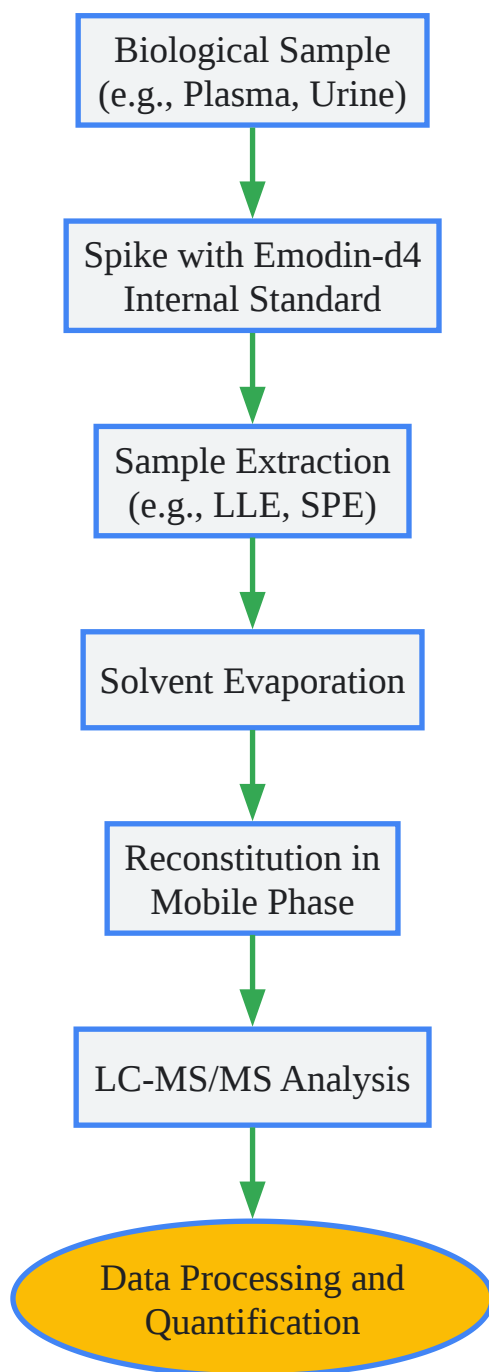 Biological Sample
(e.g., Plasma, Urine)
Spike with Emodin-d4
Internal Standard
Sample Extraction
(e.g., LLE, SPE)
Solvent Evaporation
Reconstitution in
Mobile Phase
LC-MS/MS Analysis
Data Processing and
Quantification